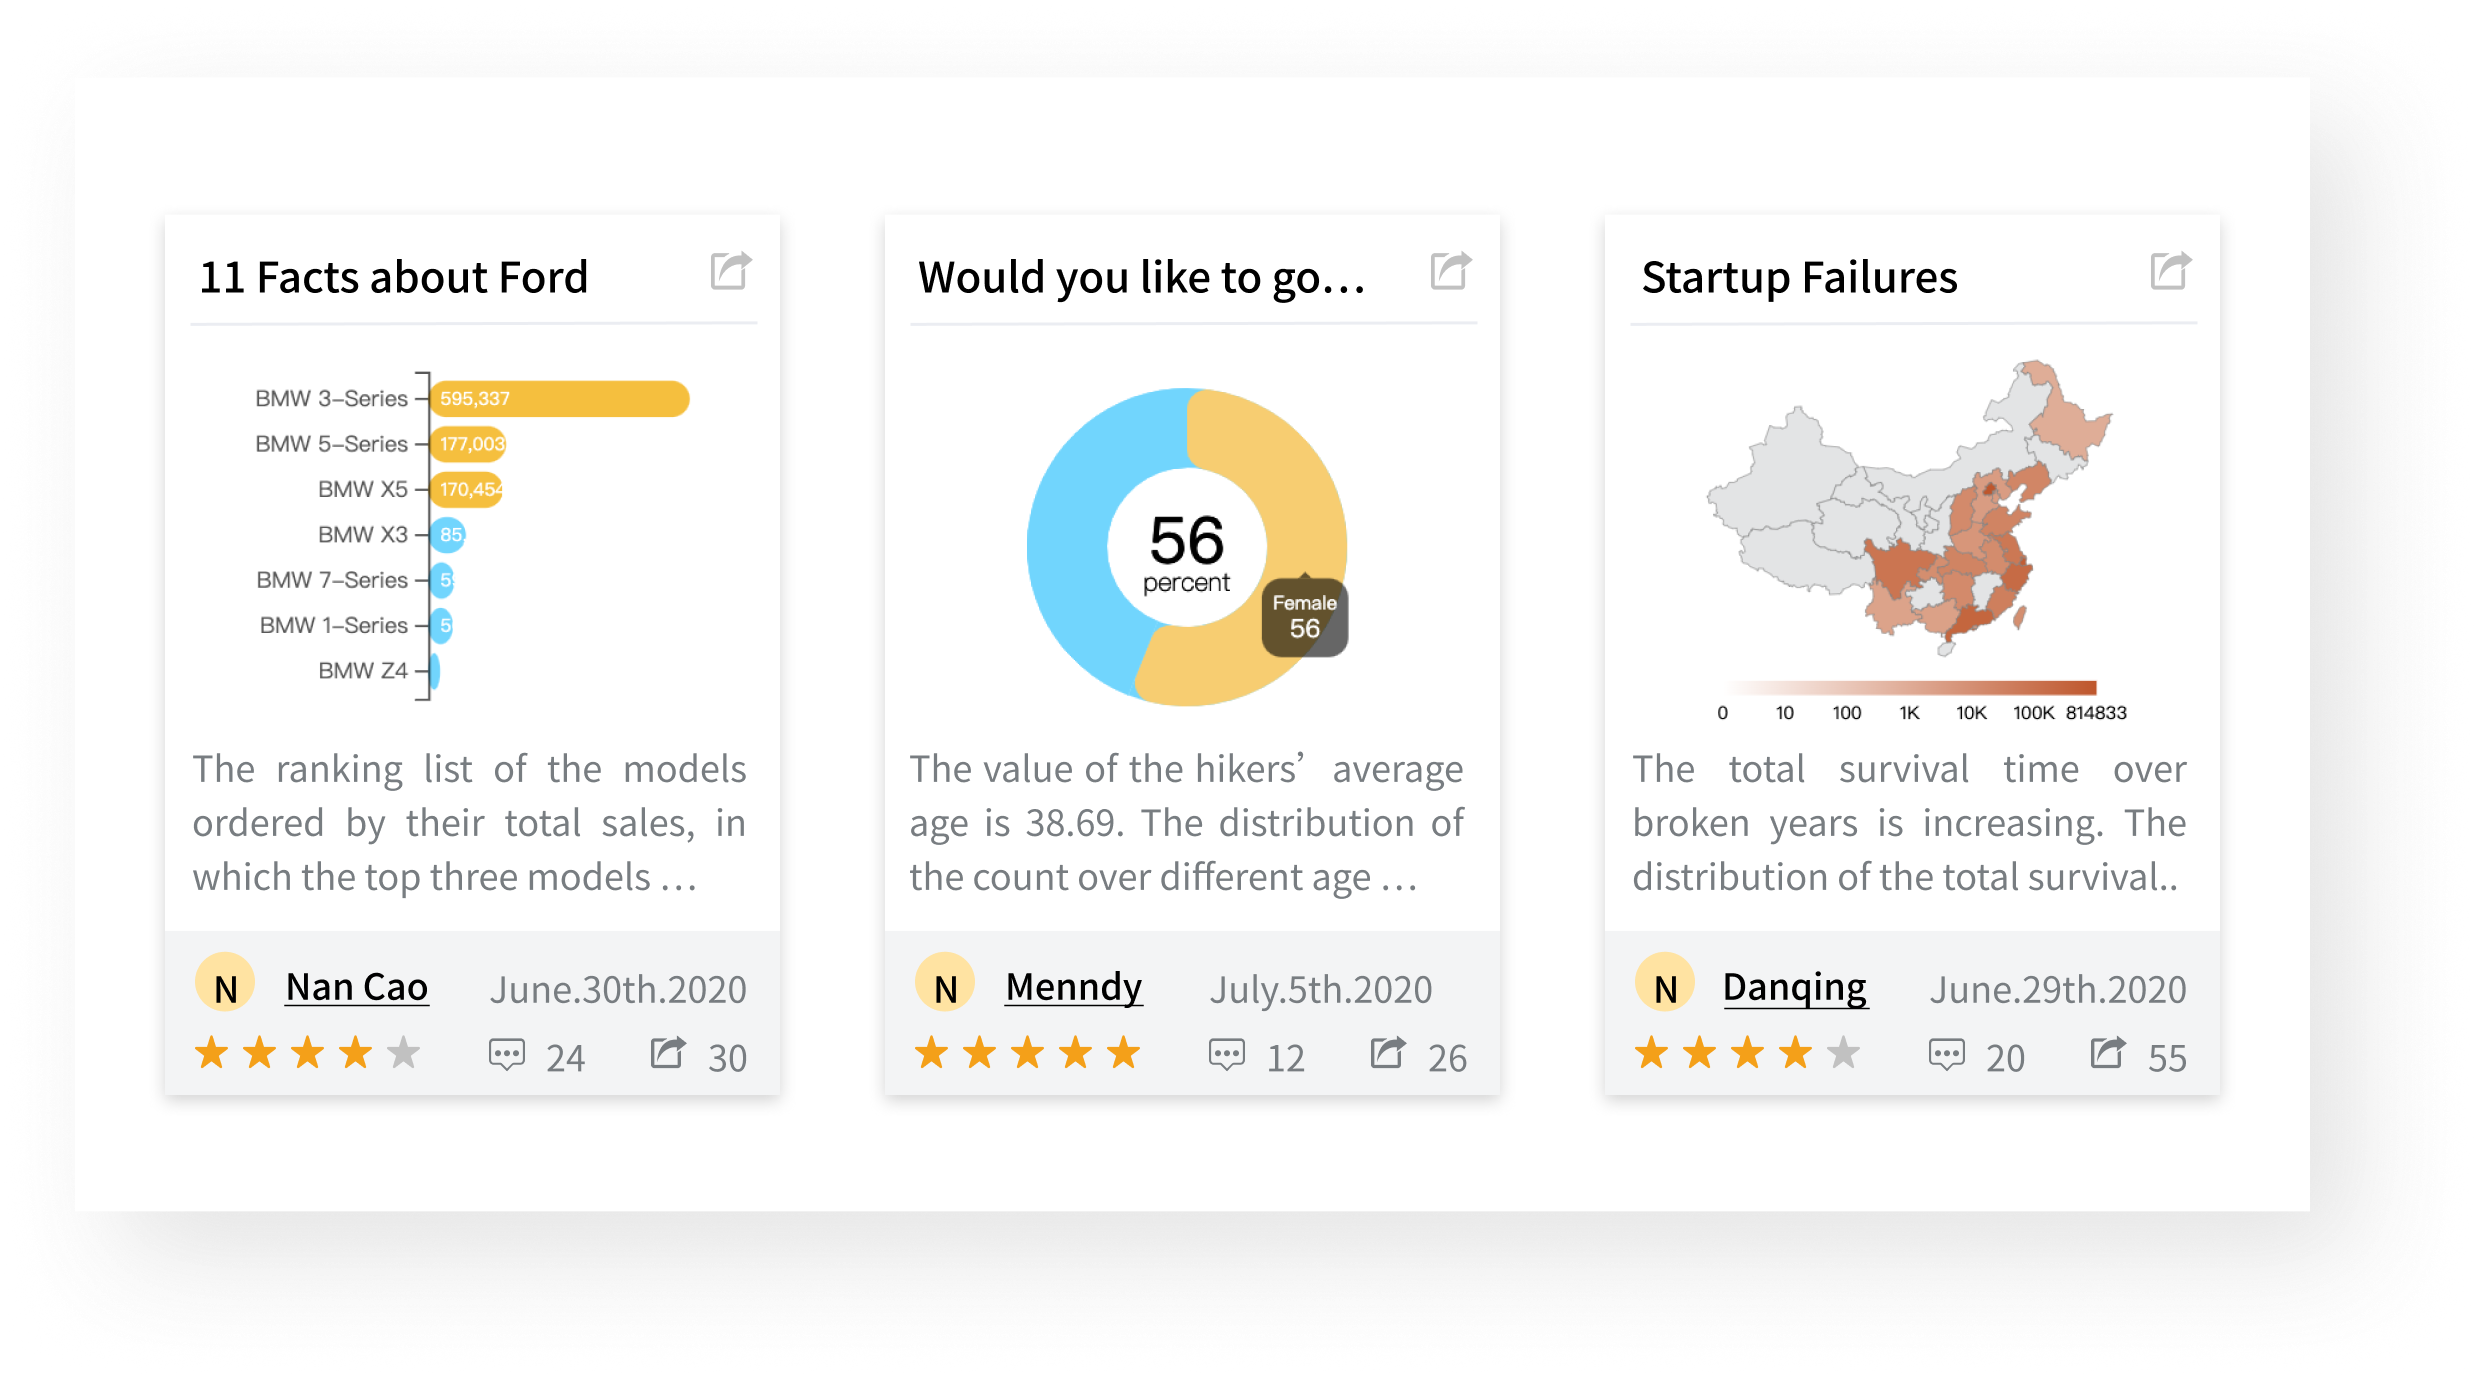 11 Facts about Ford
BMW 3-Series
595,337
BMW 5-Series
177,003
BMW X5
170,454
BMW X3
85
BMW 7-Series
5
BMW 1-Series
5
BMW Z4
The ranking list of the models
ordered by their total sales, in
which the top three models ...
N Nan Cao June.30th.2020
24 30
Would you like to go...
56
percent
Female
56
The value of the hikers’ average
age is 38.69. The distribution of
the count over different age ...
N Menndy July.5th.2020
12 26
Startup Failures
0 10 100 1K 10K 100K 814833
The total survival time over
broken years is increasing. The
distribution of the total survival..
N Danqing June.29th.2020
20 55